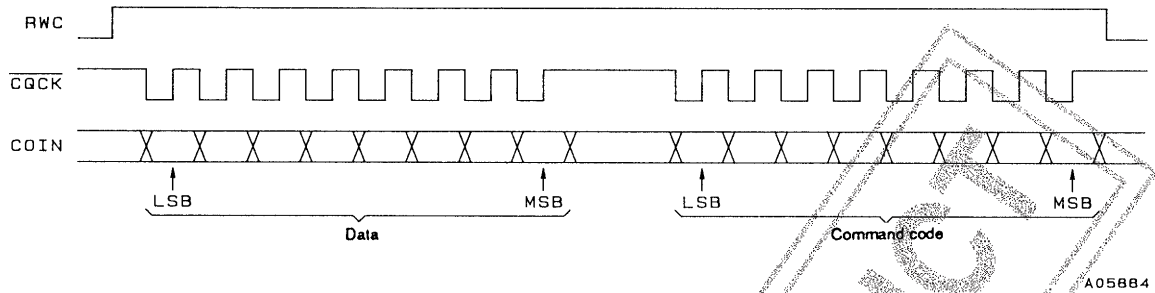 RWC
CQCK
COIN
LSB MSB LSB MSB
Data Command code
A05884